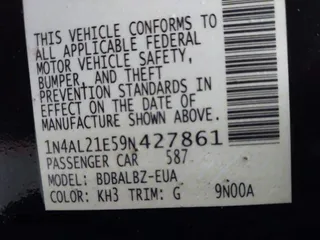 THIS VEHICLE CONFORMS TO
ALL APPLICABLE FEDERAL
MOTOR VEHICLE SAFETY,
BUMPER, AND THEFT
PREVENTION STANDARDS IN
EFFECT ON THE DATE OF
MANUFACTURE SHOWN ABOVE.
1N4AL21E59N427861
PASSENGER CAR 587
MODEL: BDBALBZ-EUA
COLOR: KH3 TRIM: G 9N00A